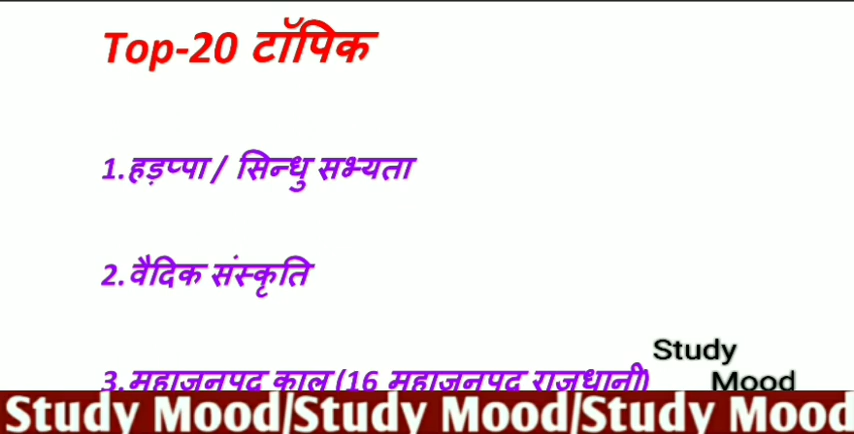 Top-20 टॉपिक
1.हड़प्पा / सिन्धु सभ्यता
2.वैदिक संस्कृति
3.महाजनपद काल (16 महाजनपद राजधानी)
Study
Mood
Study Mood/Study Mood/Study Mood